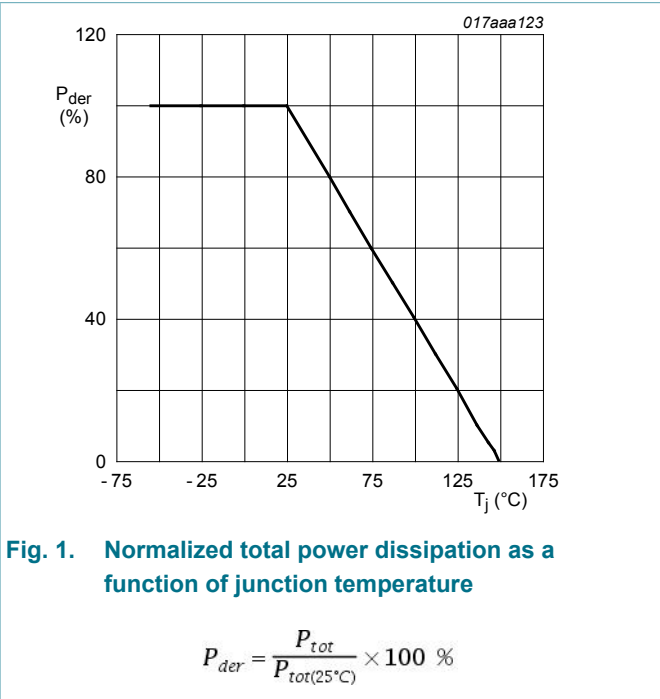 017aaa123
120
Pder
(%)
80
40
0
- 75
- 25
25
75
125
175
Tj (°C)
Fig. 1. Normalized total power dissipation as a
function of junction temperature
Pder = Ptot / Ptot(25°C) × 100 %